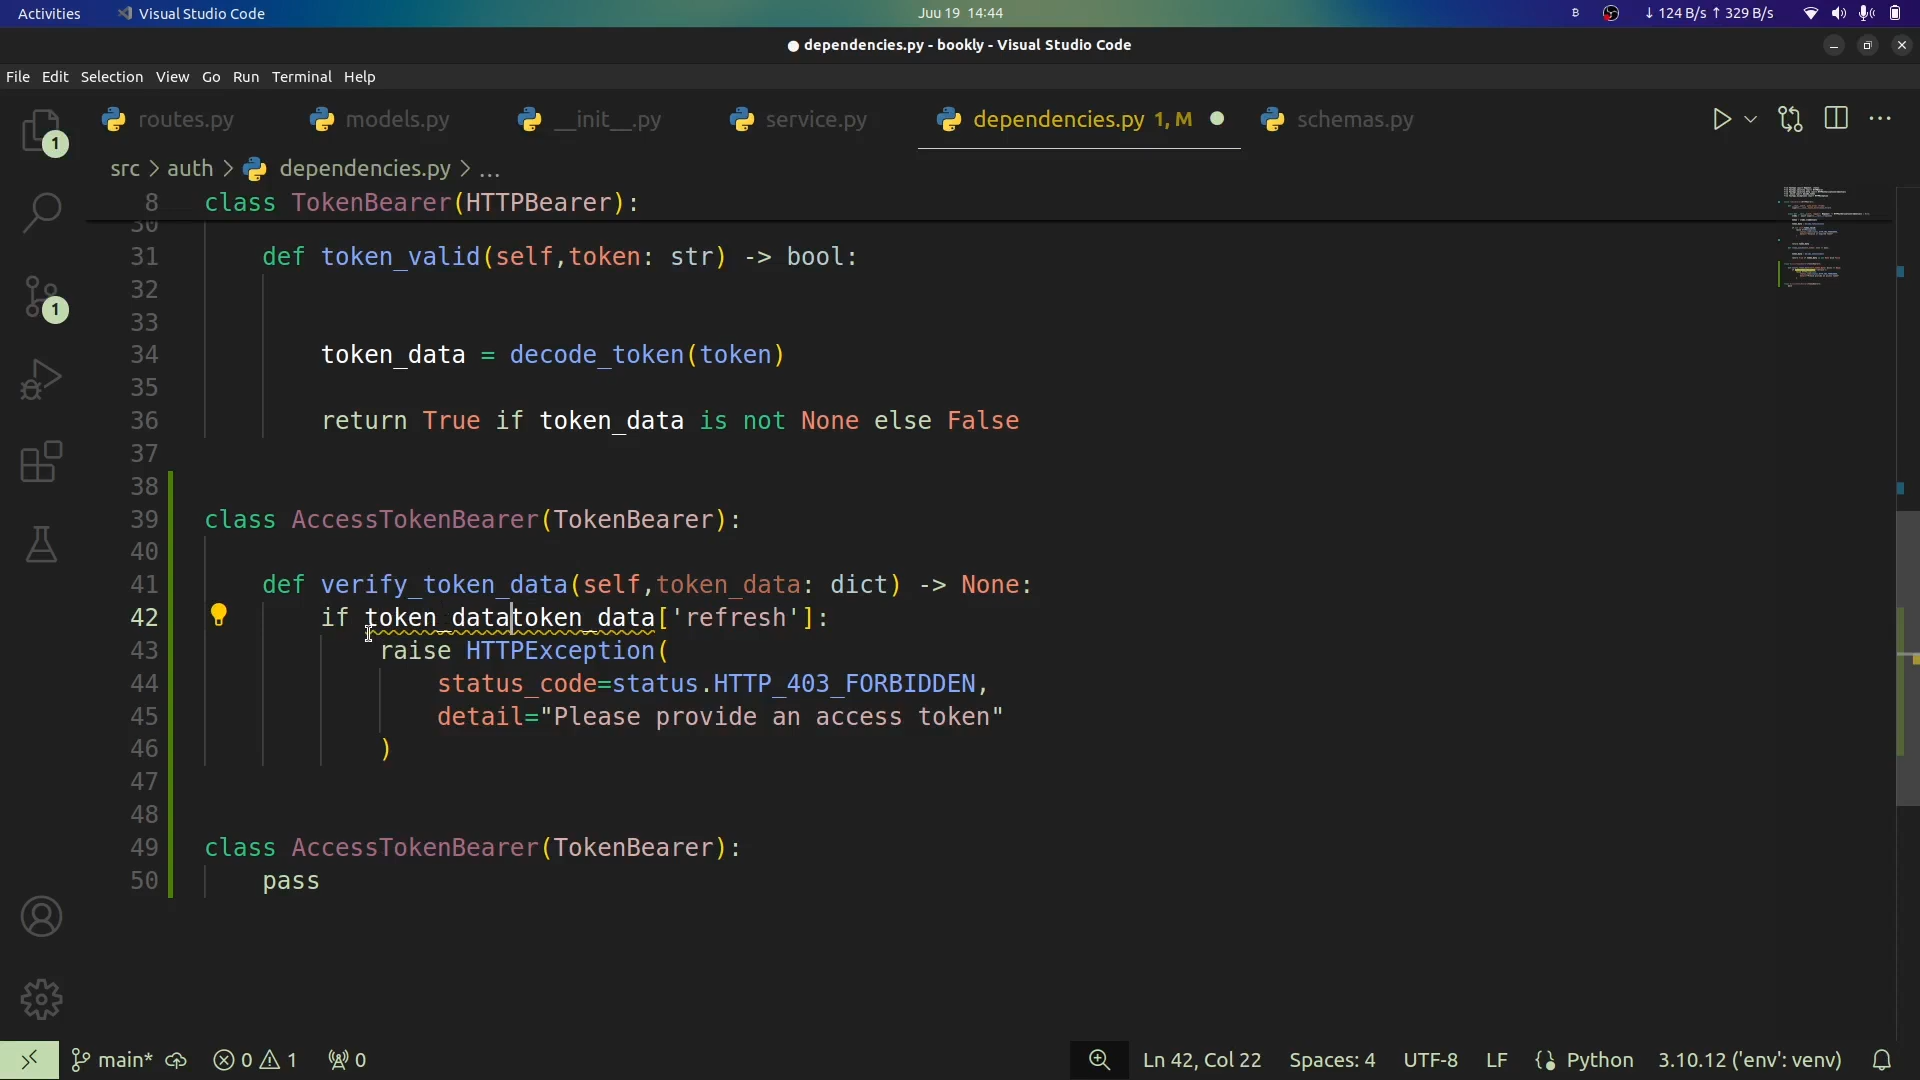 Activities Visual Studio Code Juu 19 14:44 ↓ 124 B/s ↑ 329 B/s
● dependencies.py - bookly - Visual Studio Code
File Edit Selection View Go Run Terminal Help
routes.py models.py __init__.py service.py dependencies.py 1, M schemas.py
src > auth > dependencies.py > ...
8 class TokenBearer(HTTPBearer):
30
31 def token_valid(self,token: str) -> bool:
32
33
34 token_data = decode_token(token)
35
36 return True if token_data is not None else False
37
38
39 class AccessTokenBearer(TokenBearer):
40
41 def verify_token_data(self,token_data: dict) -> None:
42 if token_datatoken_data['refresh']:
43 raise HTTPException(
44 status_code=status.HTTP_403_FORBIDDEN,
45 detail="Please provide an access token"
46 )
47
48
49 class AccessTokenBearer(TokenBearer):
50 pass
1
1
main* 0 1 0 Ln 42, Col 22 Spaces: 4 UTF-8 LF Python 3.10.12 ('env': venv)